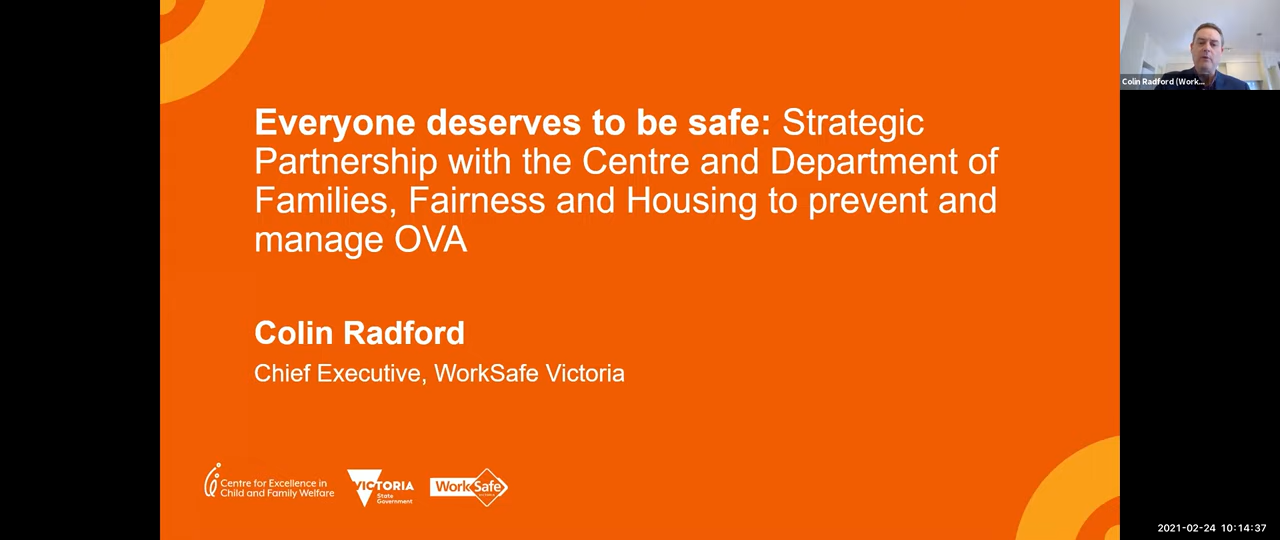 Everyone deserves to be safe: Strategic
Partnership with the Centre and Department of
Families, Fairness and Housing to prevent and
manage OVA
Colin Radford
Chief Executive, WorkSafe Victoria
Centre for Excellence in
Child and Family Welfare
VICTORIA
State
Government
WorkSafe
Colin Radford (Work...
2021-02-24 10:14:37